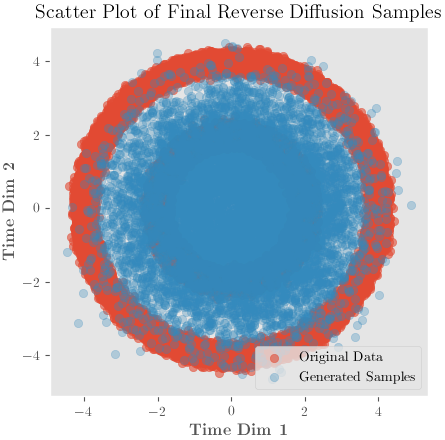 Scatter Plot of Final Reverse Diffusion Samples
4
2
0
−2
−4
Time Dim 2
−4 −2 0 2 4
Time Dim 1
Original Data
Generated Samples